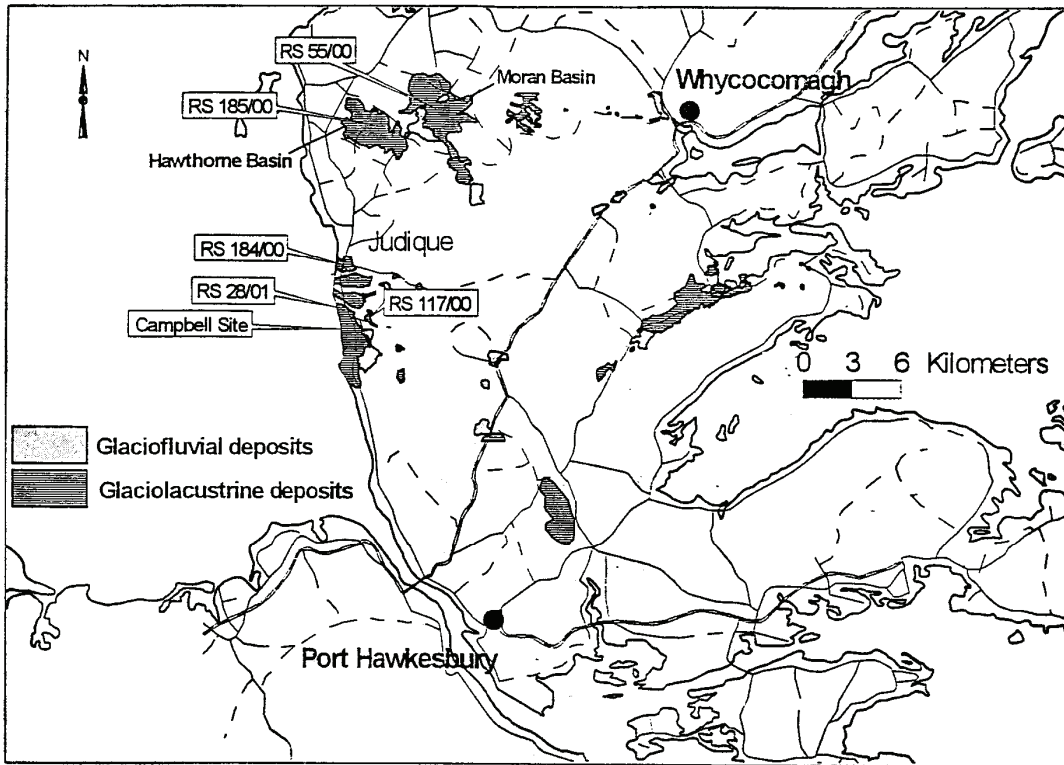 N
RS 55/00
Moran Basin
Whycocomagh
RS 185/00
Hawthorne Basin
Judique
RS 184/00
RS 28/01
RS 117/00
Campbell Site
0 3 6 Kilometers
Glaciofluvial deposits
Glaciolacustrine deposits
Port Hawkesbury